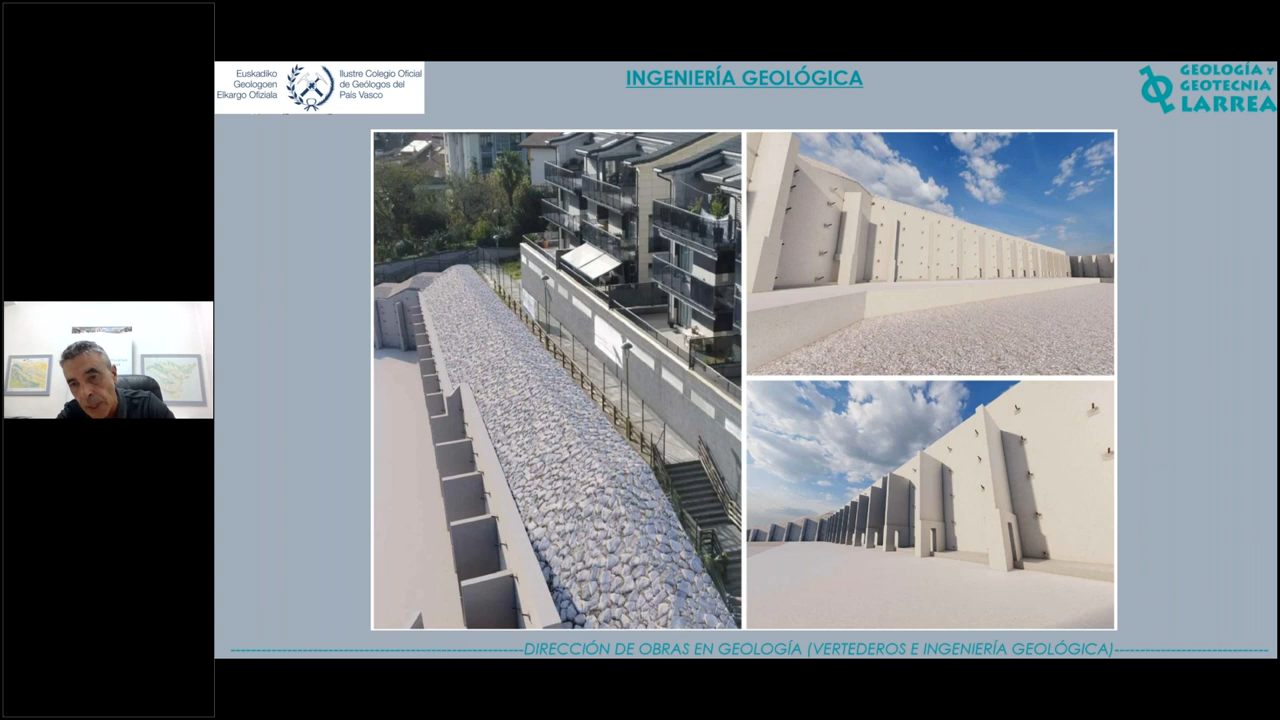 Euskadiko
Geologoen
Elkargo Ofiziala
Ilustre Colegio Oficial
de Geólogos del
País Vasco
INGENIERÍA GEOLÓGICA
GEOLOGÍA Y
GEOTECNIA
LARREA
DIRECCIÓN DE OBRAS EN GEOLOGÍA (VERTEDEROS E INGENIERÍA GEOLÓGICA)